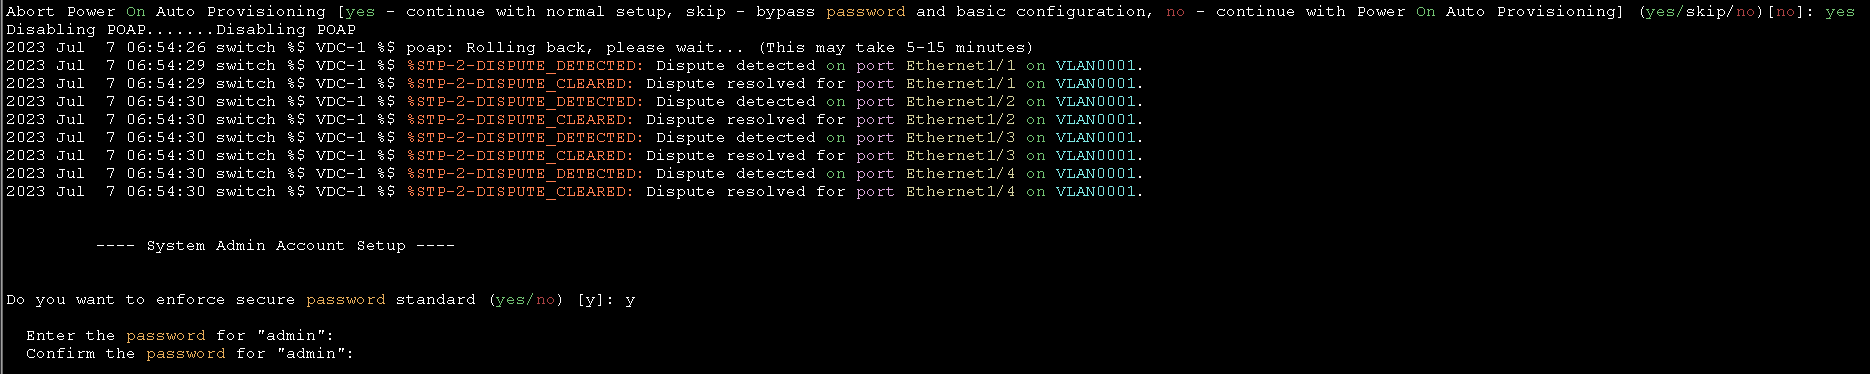 Abort Power On Auto Provisioning [yes - continue with normal setup, skip - bypass password and basic configuration, no - continue with Power On Auto Provisioning] (yes/skip/no)[no]: yes
Disabling POAP.......Disabling POAP
2023 Jul  7 06:54:26 switch %$ VDC-1 %$ poap: Rolling back, please wait... (This may take 5-15 minutes)
2023 Jul  7 06:54:29 switch %$ VDC-1 %$ %STP-2-DISPUTE_DETECTED: Dispute detected on port Ethernet1/1 on VLAN0001.
2023 Jul  7 06:54:29 switch %$ VDC-1 %$ %STP-2-DISPUTE_CLEARED: Dispute resolved for port Ethernet1/1 on VLAN0001.
2023 Jul  7 06:54:30 switch %$ VDC-1 %$ %STP-2-DISPUTE_DETECTED: Dispute detected on port Ethernet1/2 on VLAN0001.
2023 Jul  7 06:54:30 switch %$ VDC-1 %$ %STP-2-DISPUTE_CLEARED: Dispute resolved for port Ethernet1/2 on VLAN0001.
2023 Jul  7 06:54:30 switch %$ VDC-1 %$ %STP-2-DISPUTE_DETECTED: Dispute detected on port Ethernet1/3 on VLAN0001.
2023 Jul  7 06:54:30 switch %$ VDC-1 %$ %STP-2-DISPUTE_CLEARED: Dispute resolved for port Ethernet1/3 on VLAN0001.
2023 Jul  7 06:54:30 switch %$ VDC-1 %$ %STP-2-DISPUTE_DETECTED: Dispute detected on port Ethernet1/4 on VLAN0001.
2023 Jul  7 06:54:30 switch %$ VDC-1 %$ %STP-2-DISPUTE_CLEARED: Dispute resolved for port Ethernet1/4 on VLAN0001.
---- System Admin Account Setup ----
Do you want to enforce secure password standard (yes/no) [y]: y
Enter the password for "admin":
Confirm the password for "admin":